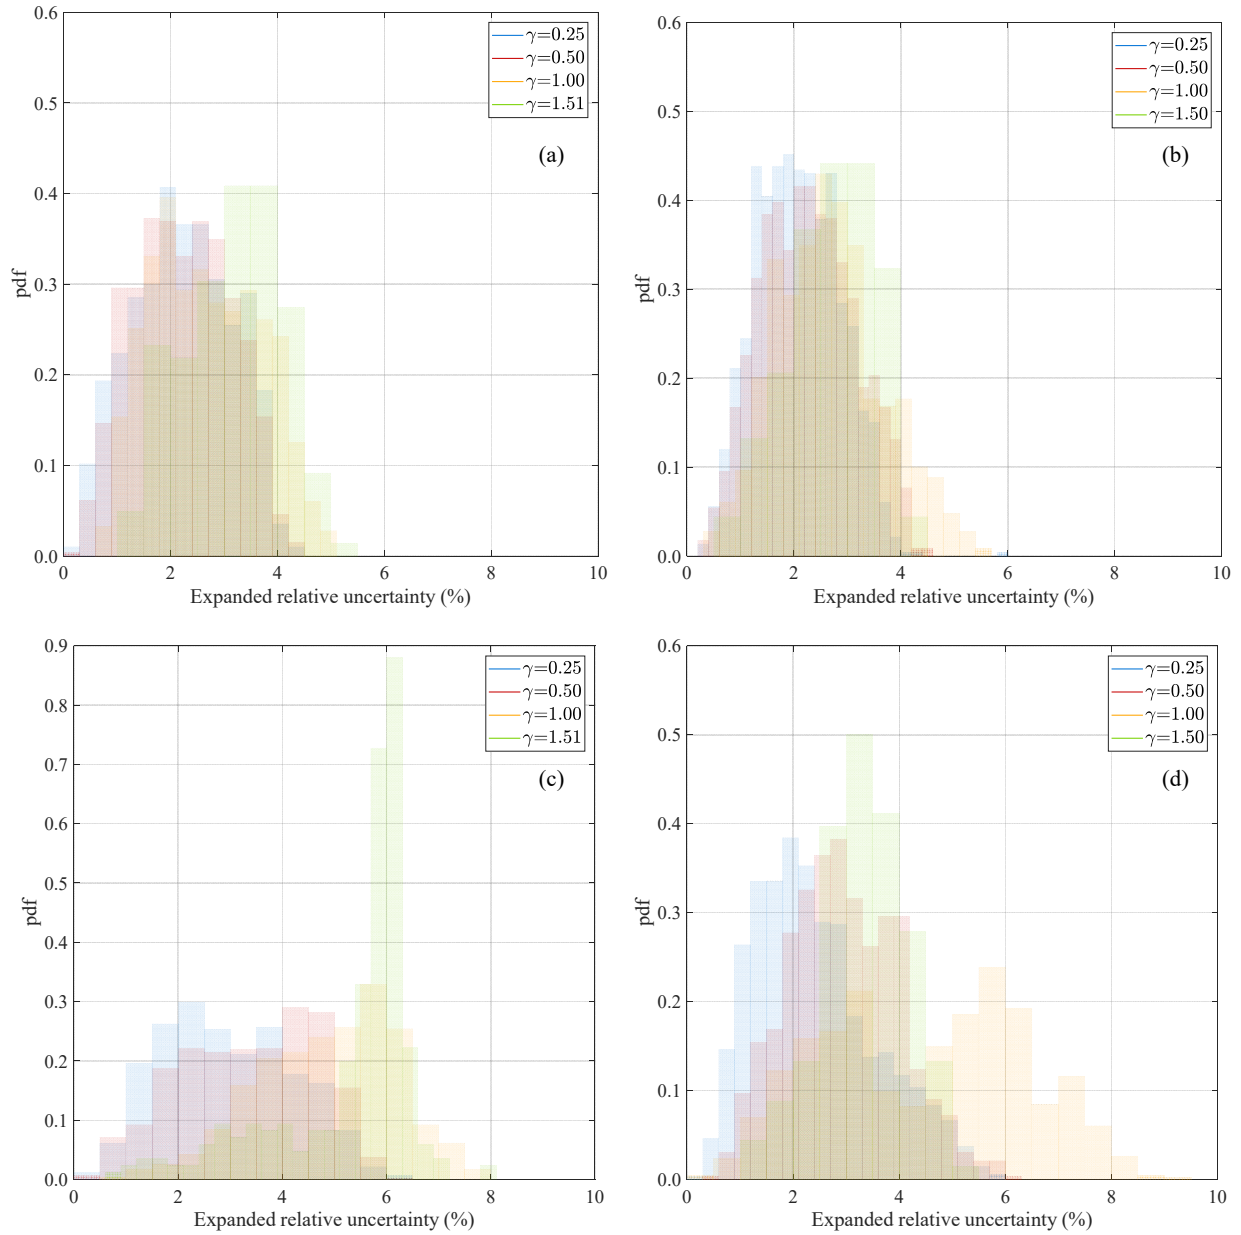 0.6
0.5
0.4
0.3
0.2
0.1
0.0
pdf
0 2 4 6 8 10
Expanded relative uncertainty (%)
γ=0.25
γ=0.50
γ=1.00
γ=1.51
(a)
0.6
0.5
0.4
0.3
0.2
0.1
0.0
pdf
0 2 4 6 8 10
Expanded relative uncertainty (%)
γ=0.25
γ=0.50
γ=1.00
γ=1.50
(b)
0.9
0.8
0.7
0.6
0.5
0.4
0.3
0.2
0.1
0.0
pdf
0 2 4 6 8 10
Expanded relative uncertainty (%)
γ=0.25
γ=0.50
γ=1.00
γ=1.51
(c)
0.6
0.5
0.4
0.3
0.2
0.1
0.0
pdf
0 2 4 6 8 10
Expanded relative uncertainty (%)
γ=0.25
γ=0.50
γ=1.00
γ=1.50
(d)